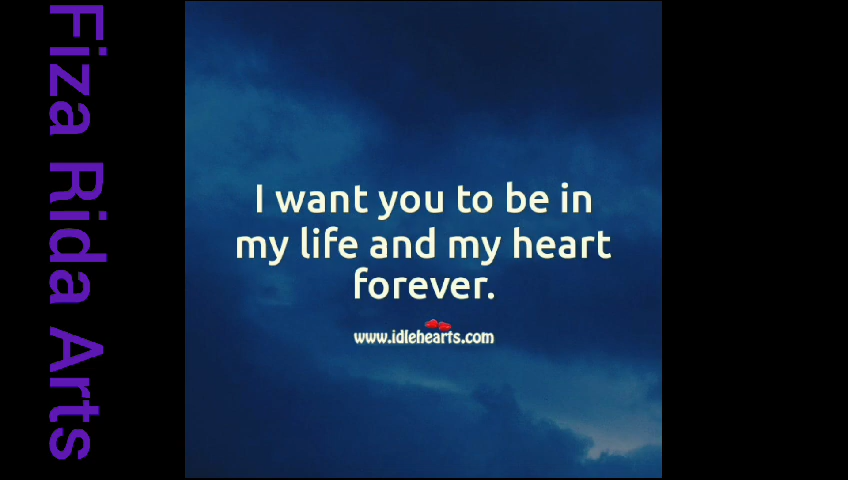 Fiza Rida Arts
I want you to be in
my life and my heart
forever.
www.idlehearts.com